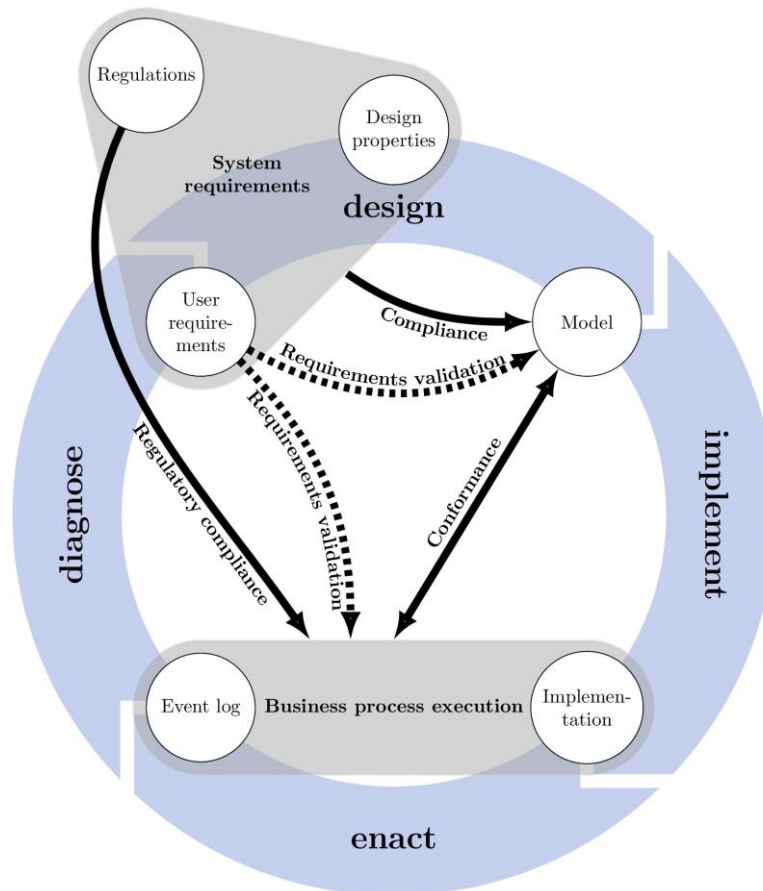 Regulations
Design
properties
System
requirements
design
User
require-
ments
Compliance
Model
Requirements validation
Requirements validation
Regulatory compliance
Conformance
diagnose
implement
Event log
Business process execution
Implemen-
tation
enact